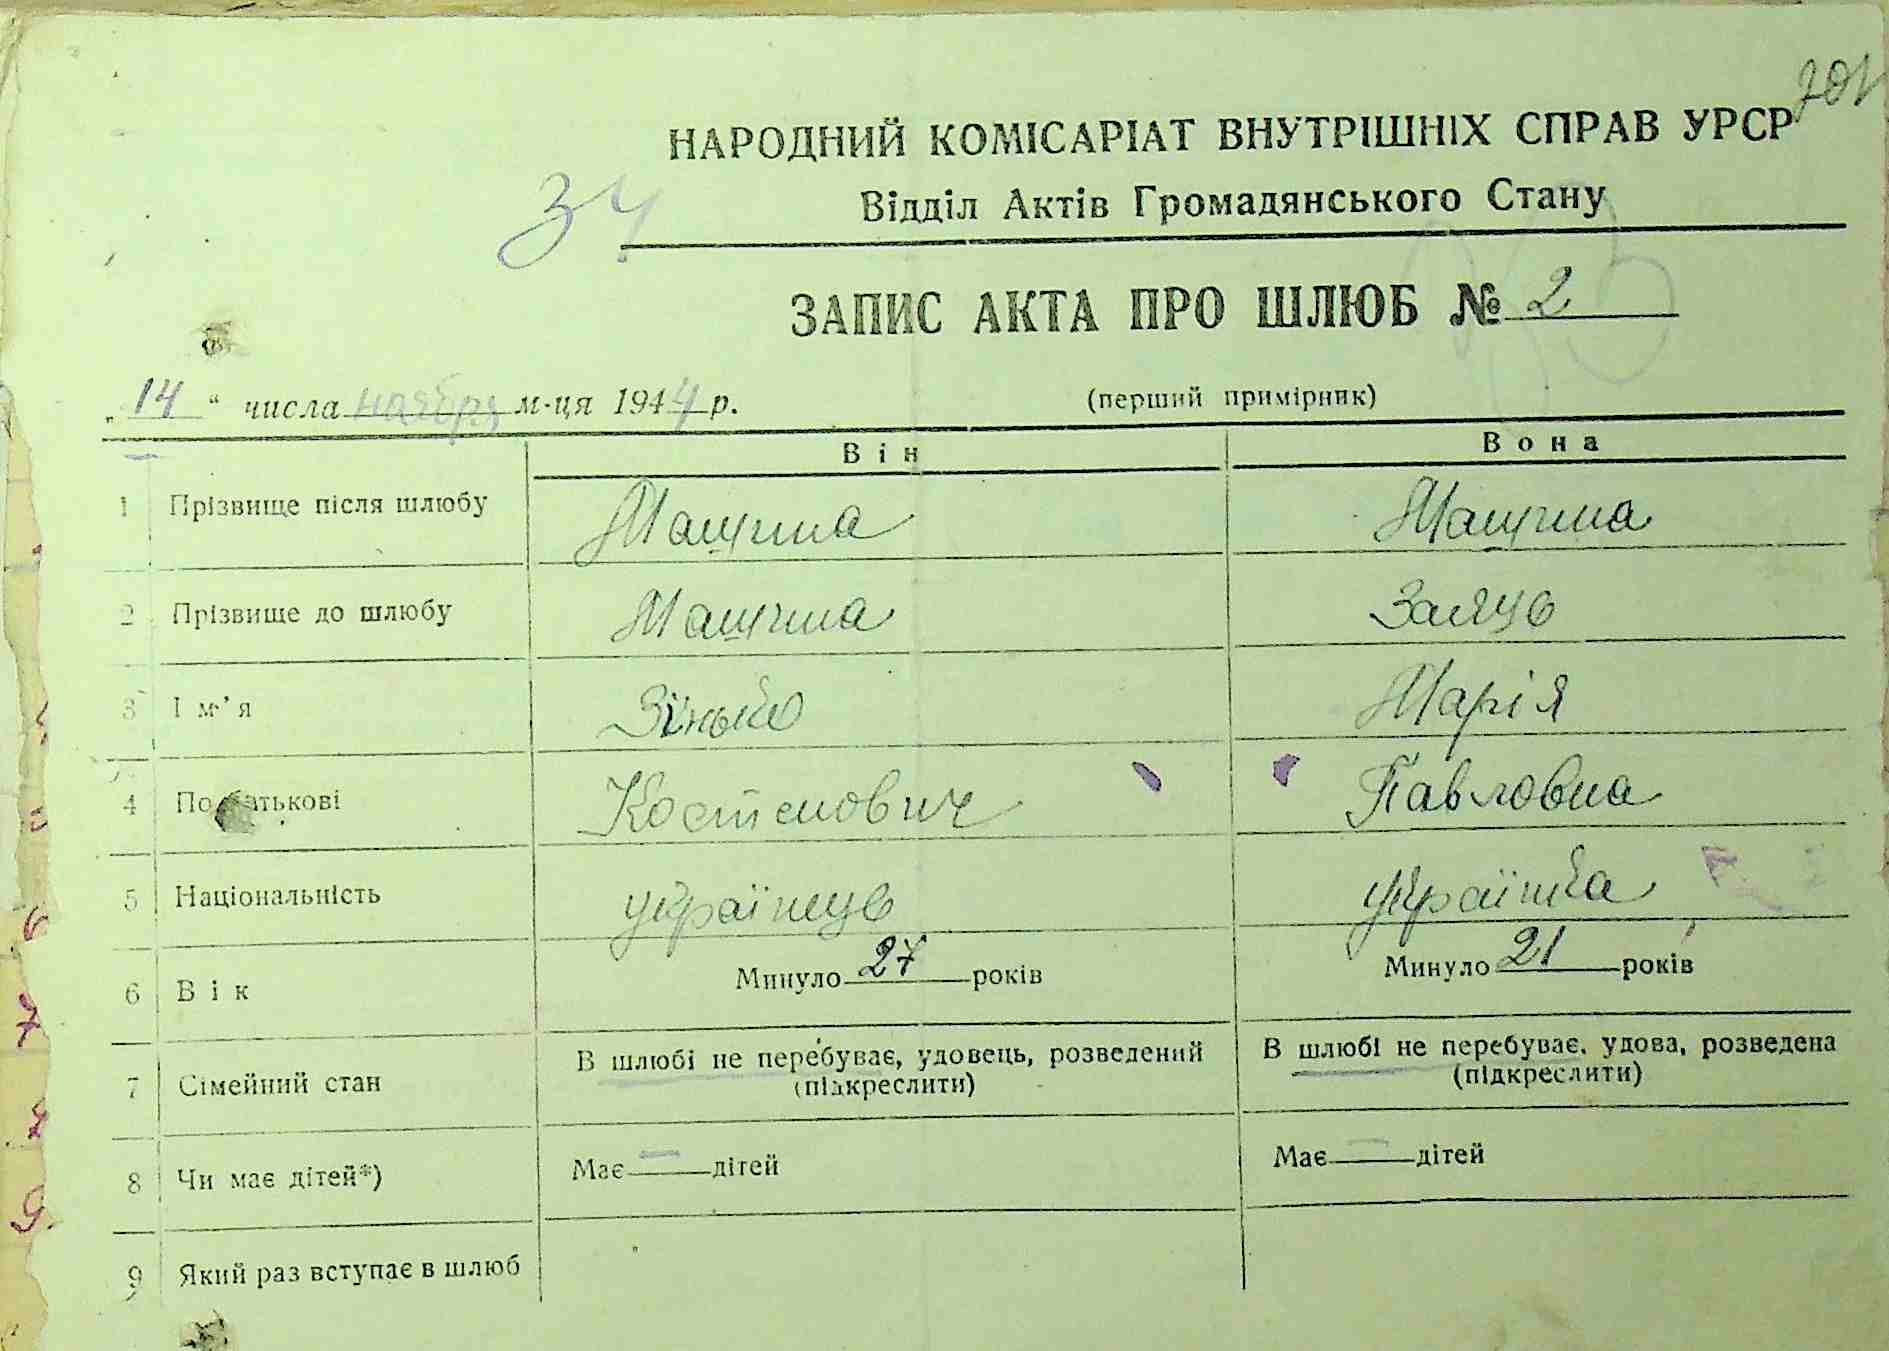 201
НАРОДНИЙ КОМІСАРІАТ ВНУТРІШНІХ СПРАВ УРСР
34
Відділ Актів Громадянського Стану
ЗАПИС АКТА ПРО ШЛЮБ № 2
„14“ числа ноября м-ця 1944 р. (перший примірник)
Він Вона
1 Прізвище після шлюбу Мащина Мащина
2 Прізвище до шлюбу Мащина Заяць
3 Ім'я Зінько Марія
4 По батькові Костьович Павловна
5 Національність українець українка
6 Вік Минуло 27 років Минуло 21 років
7 Сімейний стан В шлюбі не перебуває, удовець, розведений В шлюбі не перебуває, удова, розведена
(підкреслити) (підкреслити)
8 Чи має дітей*) Має — дітей Має — дітей
9 Який раз вступає в шлюб